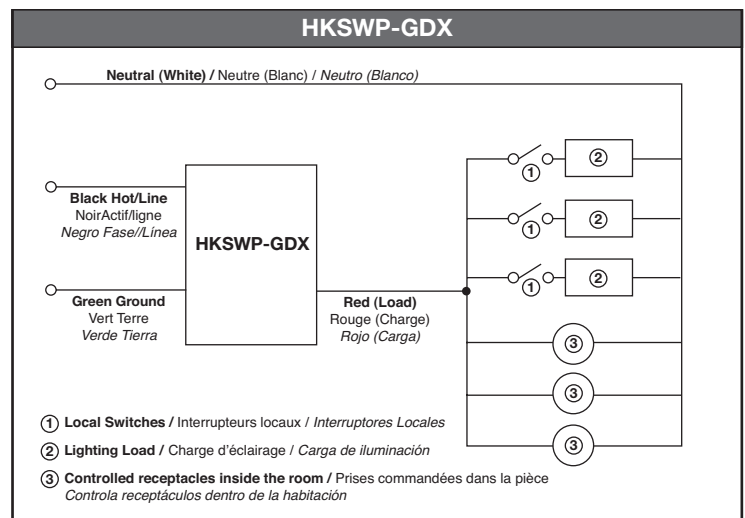 HKSWP-GDX
Neutral (White) / Neutre (Blanc) / Neutro (Blanco)
Black Hot/Line
NoirActif/ligne
Negro Fase//Línea
HKSWP-GDX
Green Ground
Vert Terre
Verde Tierra
Red (Load)
Rouge (Charge)
Rojo (Carga)
1 2
1 2
1 2
3
3
3
1 Local Switches / Interrupteurs locaux / Interruptores Locales
2 Lighting Load / Charge d'éclairage / Carga de iluminación
3 Controlled receptacles inside the room / Prises commandées dans la pièce
Controla receptáculos dentro de la habitación